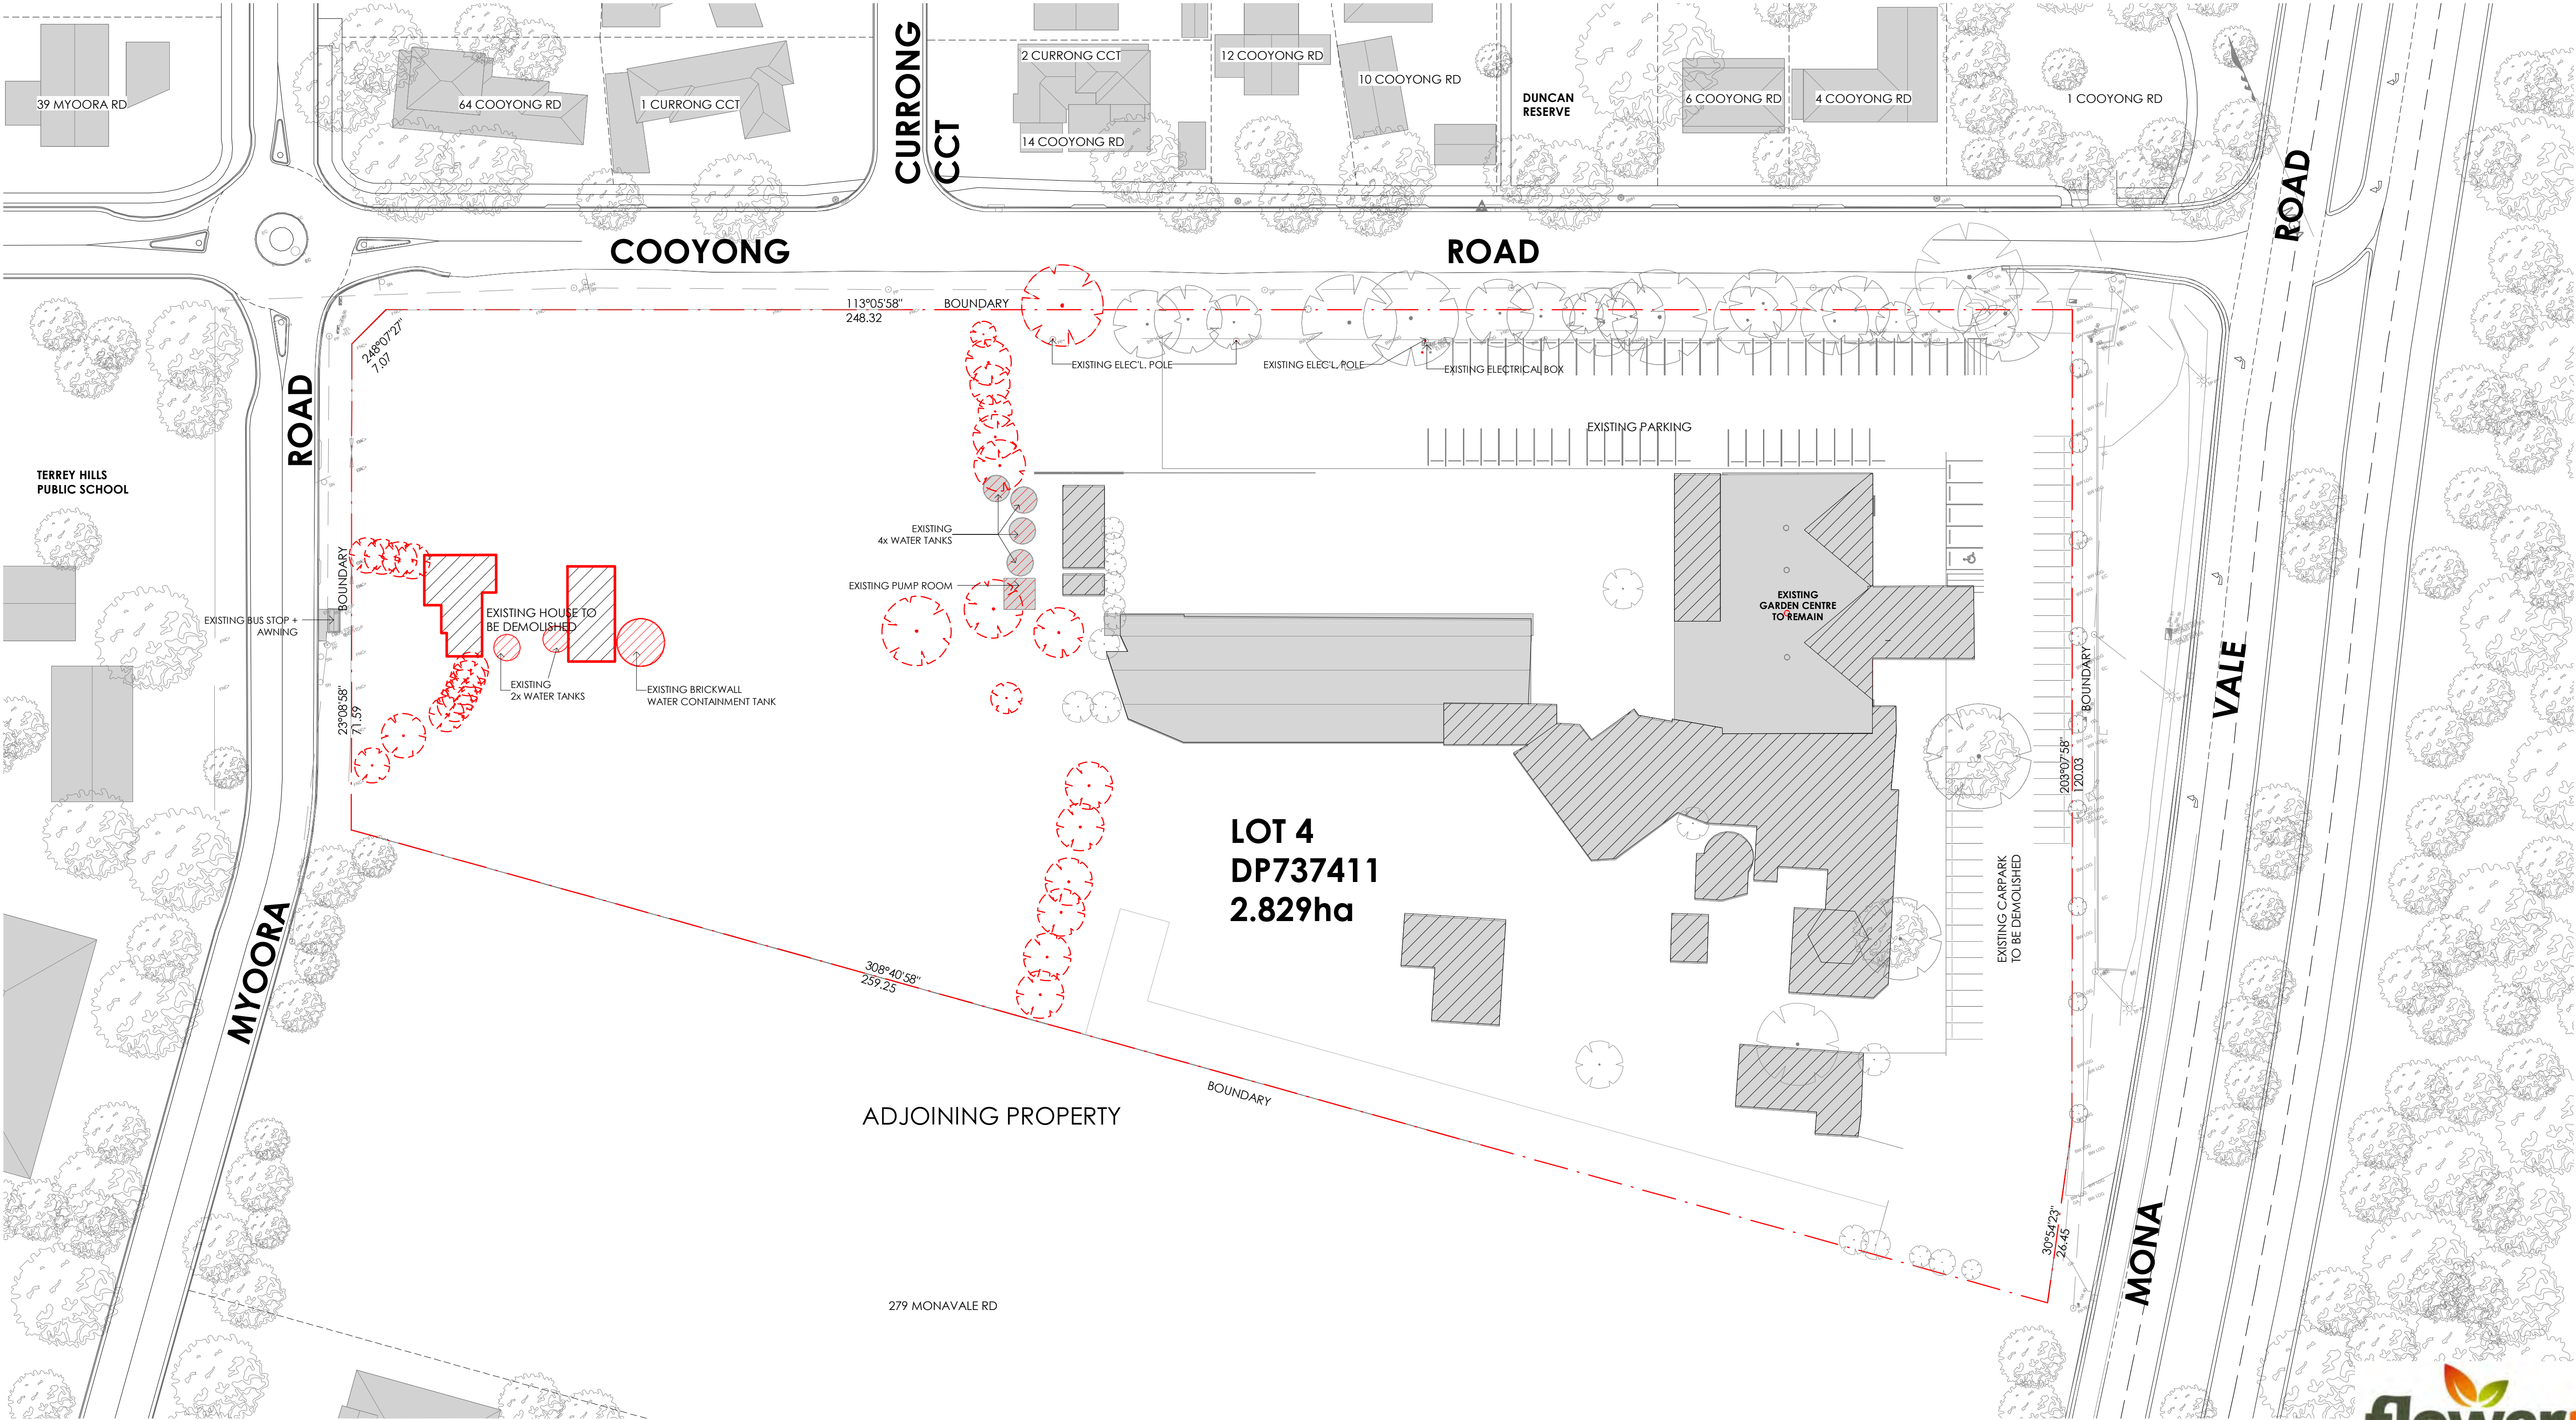 39 MYOORA RD
64 COOYONG RD
1 CURRONG CCT
CURRONG
CCT
2 CURRONG CCT
14 COOYONG RD
12 COOYONG RD
10 COOYONG RD
DUNCAN
RESERVE
6 COOYONG RD
4 COOYONG RD
1 COOYONG RD
ROAD
COOYONG
ROAD
113°05'58"
248.32
BOUNDARY
248°07'27"
7.07
EXISTING ELEC'L. POLE
EXISTING ELEC'L. POLE
EXISTING ELECTRICAL BOX
ROAD
EXISTING PARKING
TERREY HILLS
PUBLIC SCHOOL
EXISTING
4x WATER TANKS
EXISTING PUMP ROOM
BOUNDARY
EXISTING BUS STOP +
AWNING
EXISTING HOUSE TO
BE DEMOLISHED
EXISTING
2x WATER TANKS
EXISTING BRICKWALL
WATER CONTAINMENT TANK
EXISTING
GARDEN CENTRE
TO REMAIN
23°08'58"
71.59
BOUNDARY
VALE
203°07'58"
120.03
LOT 4
DP737411
2.829ha
EXISTING CARPARK
TO BE DEMOLISHED
MYOORA
308°40'58"
259.25
BOUNDARY
ADJOINING PROPERTY
30°54'23"
26.45
MONA
279 MONAVALE RD